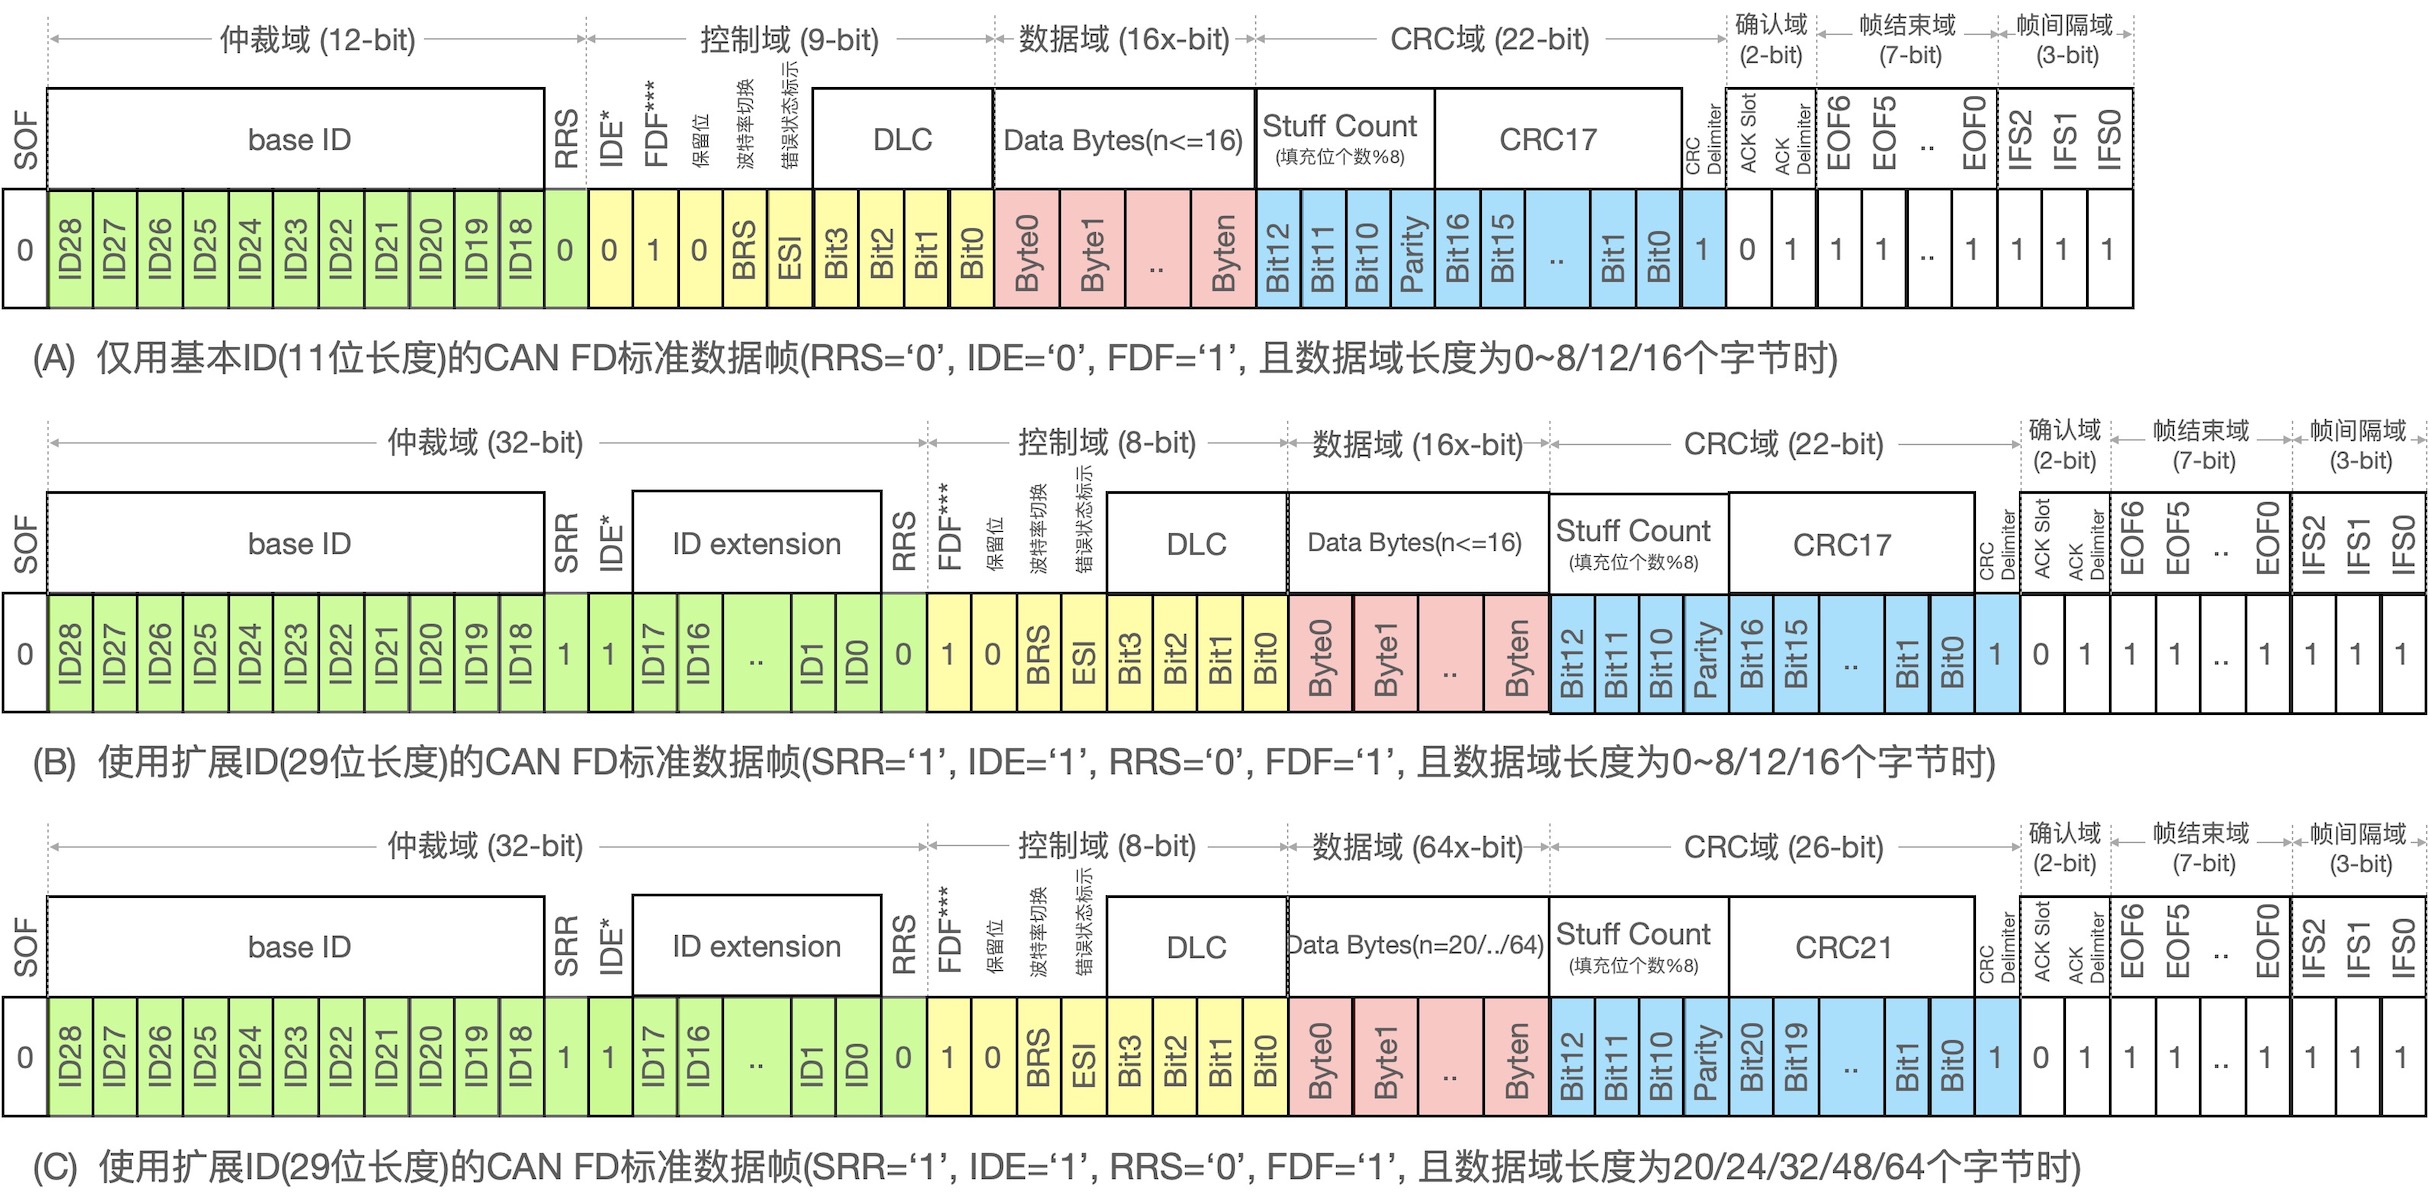 仲裁域 (12-bit) 控制域 (9-bit) 数据域 (16x-bit) CRC域 (22-bit) 确认域 (2-bit) 帧结束域 (7-bit) 帧间隔域 (3-bit)
SOF base ID RRS IDE* FDF*** 保留位 波特率切换 错误状态标示 DLC Data Bytes(n<=16) Stuff Count (填充位个数%8) CRC17 CRC Delimiter ACK Slot ACK Delimiter EOF6 EOF5 .. EOF0 IFS2 IFS1 IFS0
0 ID28 ID27 ID26 ID25 ID24 ID23 ID22 ID21 ID20 ID19 ID18 0 0 1 0 BRS ESI Bit3 Bit2 Bit1 Bit0 Byte0 Byte1 .. Byten Bit12 Bit11 Bit10 Parity Bit16 Bit15 .. Bit1 Bit0 1 0 1 1 1 .. 1 1 1 1
(A) 仅用基本ID(11位长度)的CAN FD标准数据帧(RRS=‘0’, IDE=‘0’, FDF=‘1’, 且数据域长度为0~8/12/16个字节时)
仲裁域 (32-bit) 控制域 (8-bit) 数据域 (16x-bit) CRC域 (22-bit) 确认域 (2-bit) 帧结束域 (7-bit) 帧间隔域 (3-bit)
SOF base ID SRR IDE* ID extension RRS FDF*** 保留位 波特率切换 错误状态标示 DLC Data Bytes(n<=16) Stuff Count (填充位个数%8) CRC17 CRC Delimiter ACK Slot ACK Delimiter EOF6 EOF5 .. EOF0 IFS2 IFS1 IFS0
0 ID28 ID27 ID26 ID25 ID24 ID23 ID22 ID21 ID20 ID19 ID18 1 1 ID17 ID16 .. ID1 ID0 0 1 0 BRS ESI Bit3 Bit2 Bit1 Bit0 Byte0 Byte1 .. Byten Bit12 Bit11 Bit10 Parity Bit16 Bit15 .. Bit1 Bit0 1 0 1 1 1 .. 1 1 1 1
(B) 使用扩展ID(29位长度)的CAN FD标准数据帧(SRR=‘1’, IDE=‘1’, RRS=‘0’, FDF=‘1’, 且数据域长度为0~8/12/16个字节时)
仲裁域 (32-bit) 控制域 (8-bit) 数据域 (64x-bit) CRC域 (26-bit) 确认域 (2-bit) 帧结束域 (7-bit) 帧间隔域 (3-bit)
SOF base ID SRR IDE* ID extension RRS FDF*** 保留位 波特率切换 错误状态标示 DLC Data Bytes(n=20/../64) Stuff Count (填充位个数%8) CRC21 CRC Delimiter ACK Slot ACK Delimiter EOF6 EOF5 .. EOF0 IFS2 IFS1 IFS0
0 ID28 ID27 ID26 ID25 ID24 ID23 ID22 ID21 ID20 ID19 ID18 1 1 ID17 ID16 .. ID1 ID0 0 1 0 BRS ESI Bit3 Bit2 Bit1 Bit0 Byte0 Byte1 .. Byten Bit12 Bit11 Bit10 Parity Bit20 Bit19 .. Bit1 Bit0 1 0 1 1 1 .. 1 1 1 1
(C) 使用扩展ID(29位长度)的CAN FD标准数据帧(SRR=‘1’, IDE=‘1’, RRS=‘0’, FDF=‘1’, 且数据域长度为20/24/32/48/64个字节时)